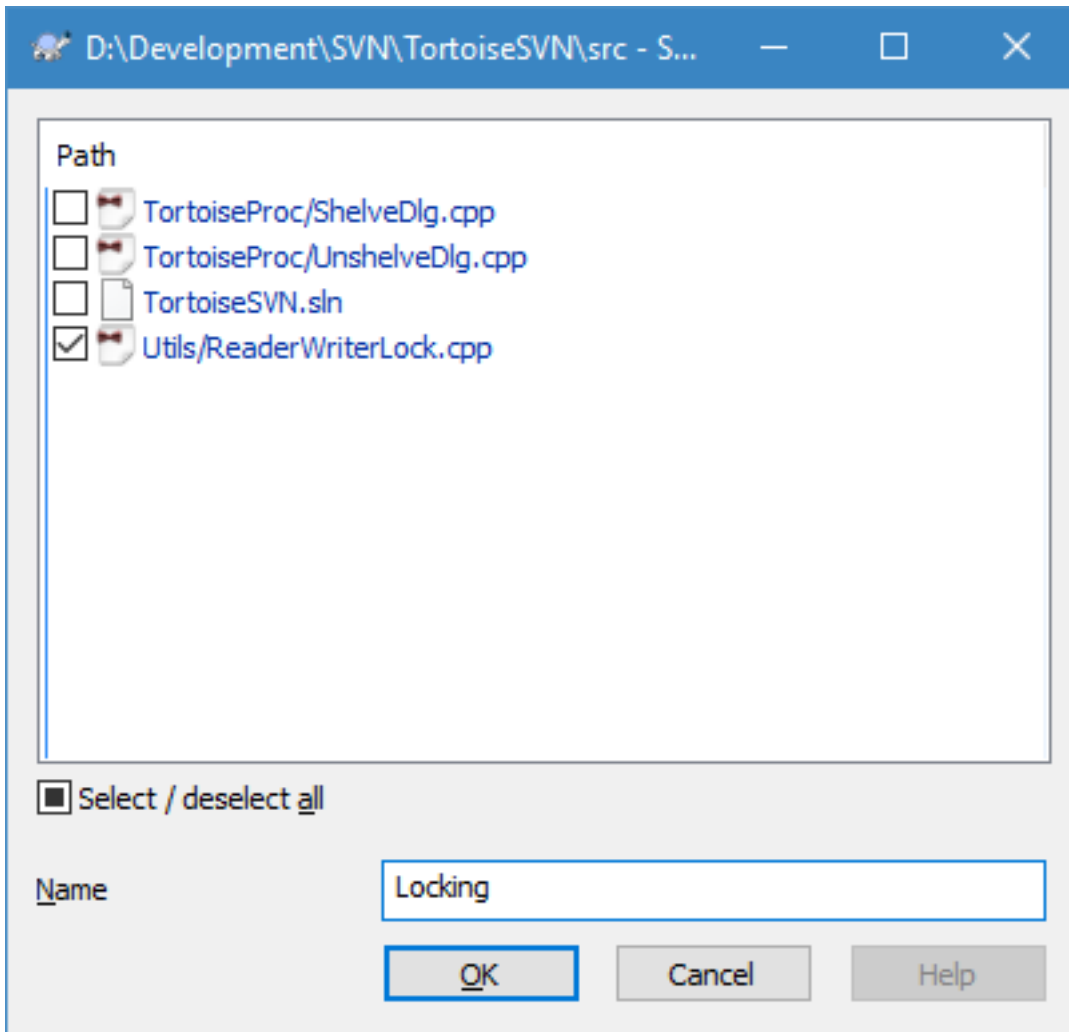 D:\Development\SVN\TortoiseSVN\src - S...
Path
TortoiseProc/ShelveDlg.cpp
TortoiseProc/UnshelveDlg.cpp
TortoiseSVN.sln
Utils/ReaderWriterLock.cpp
Select / deselect all
Name Locking
OK Cancel Help